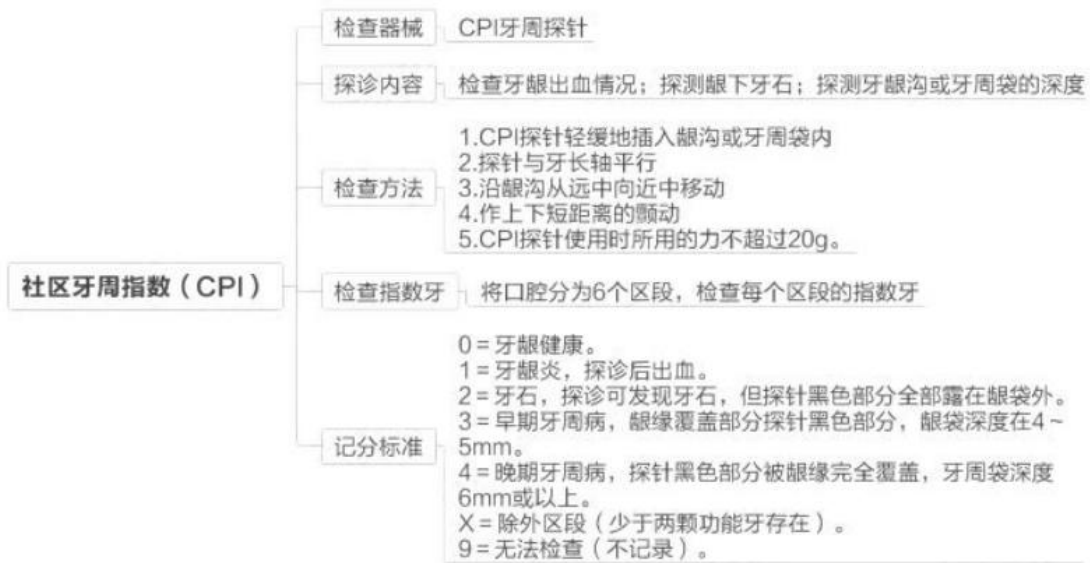 检查器械
CPI牙周探针
探诊内容
检查牙龈出血情况；探测龈下牙石；探测牙龈沟或牙周袋的深度
检查方法
1.CPI探针轻缓地插入龈沟或牙周袋内
2.探针与牙长轴平行
3.沿龈沟从远中向近中移动
4.作上下短距离的颤动
5.CPI探针使用时所用的力不超过20g。
社区牙周指数（CPI）
检查指数牙
将口腔分为6个区段，检查每个区段的指数牙
记分标准
0＝牙龈健康。
1＝牙龈炎，探诊后出血。
2＝牙石，探诊可发现牙石，但探针黑色部分全部露在龈袋外。
3＝早期牙周病，龈缘覆盖部分探针黑色部分，龈袋深度在4～
5mm。
4＝晚期牙周病，探针黑色部分被龈缘完全覆盖，牙周袋深度
6mm或以上。
X＝除外区段（少于两颗功能牙存在）。
9＝无法检查（不记录）。